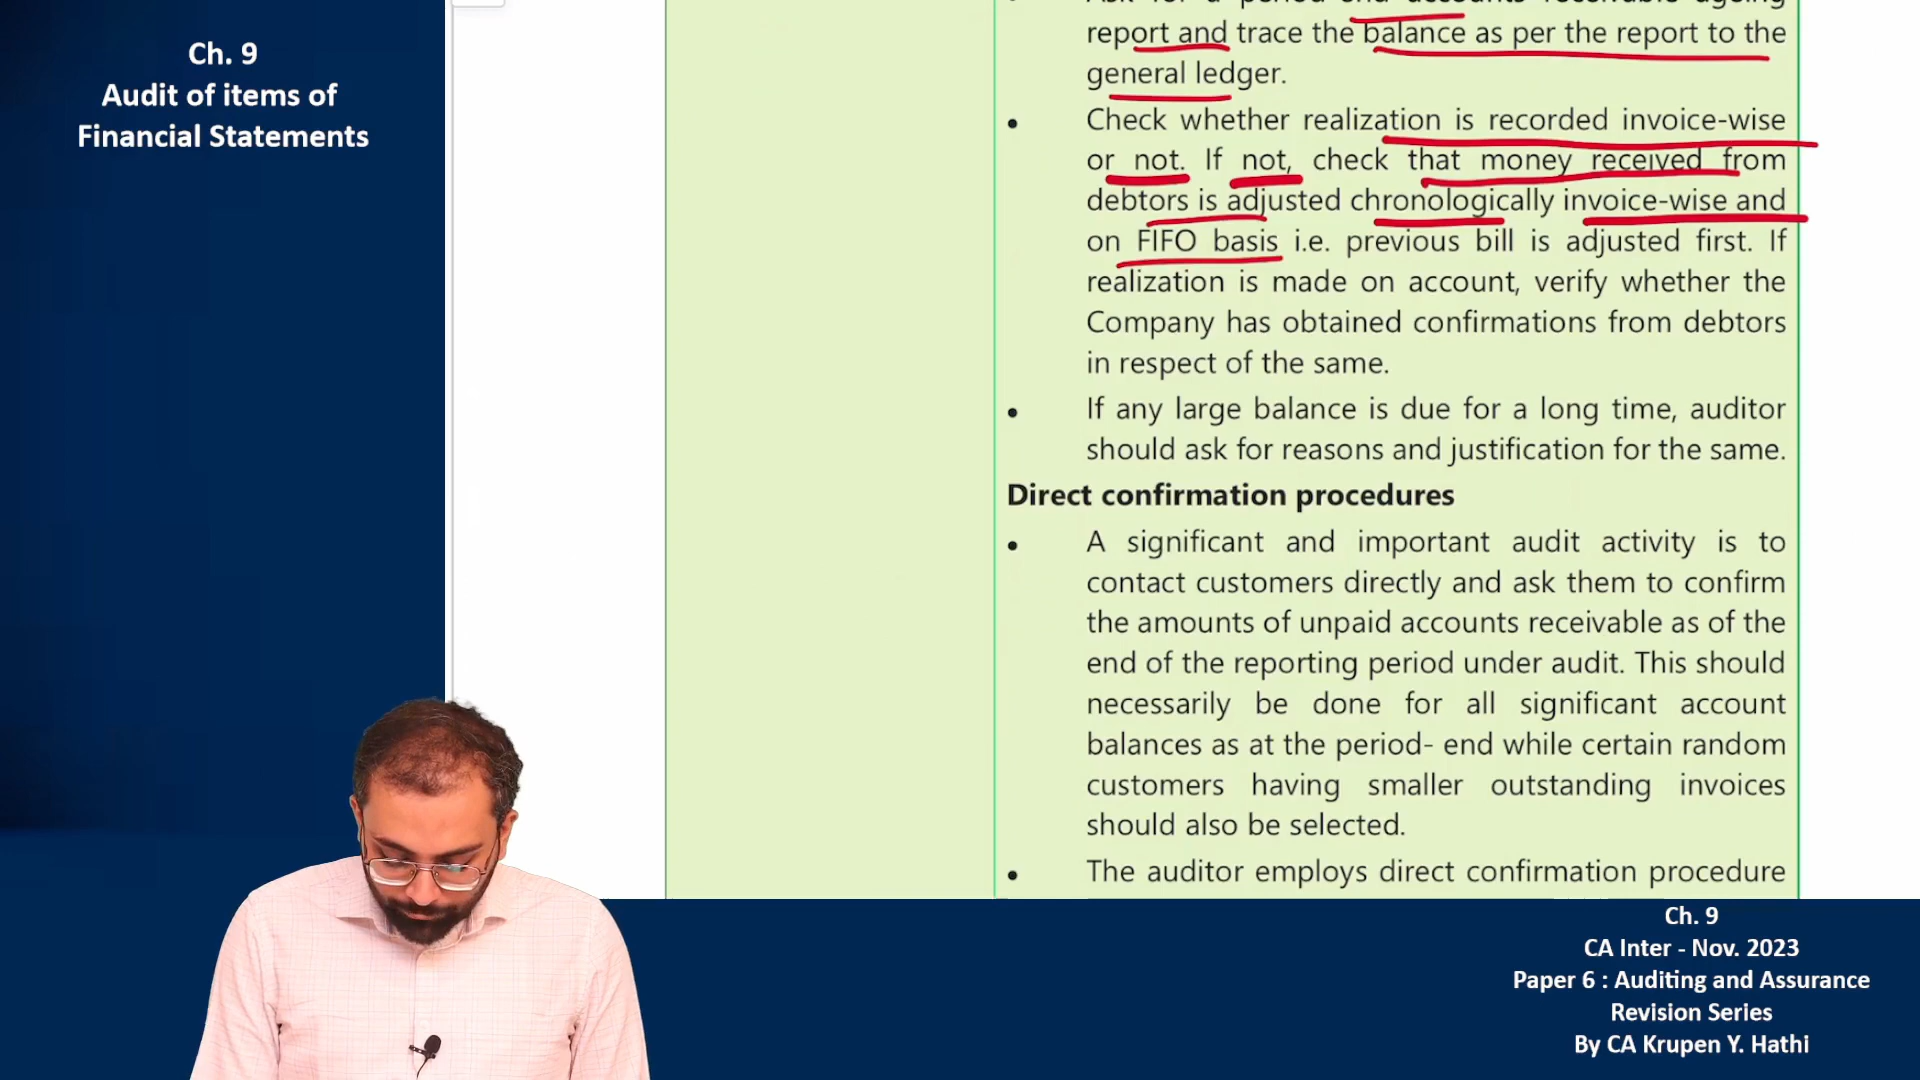 Ch. 9
Audit of items of
Financial Statements
Ask for a period end accounts receivable ageing
report and trace the balance as per the report to the
general ledger.
• Check whether realization is recorded invoice-wise
or not. If not, check that money received from
debtors is adjusted chronologically invoice-wise and
on FIFO basis i.e. previous bill is adjusted first. If
realization is made on account, verify whether the
Company has obtained confirmations from debtors
in respect of the same.
• If any large balance is due for a long time, auditor
should ask for reasons and justification for the same.
Direct confirmation procedures
• A significant and important audit activity is to
contact customers directly and ask them to confirm
the amounts of unpaid accounts receivable as of the
end of the reporting period under audit. This should
necessarily be done for all significant account
balances as at the period- end while certain random
customers having smaller outstanding invoices
should also be selected.
• The auditor employs direct confirmation procedure
Ch. 9
CA Inter - Nov. 2023
Paper 6 : Auditing and Assurance
Revision Series
By CA Krupen Y. Hathi